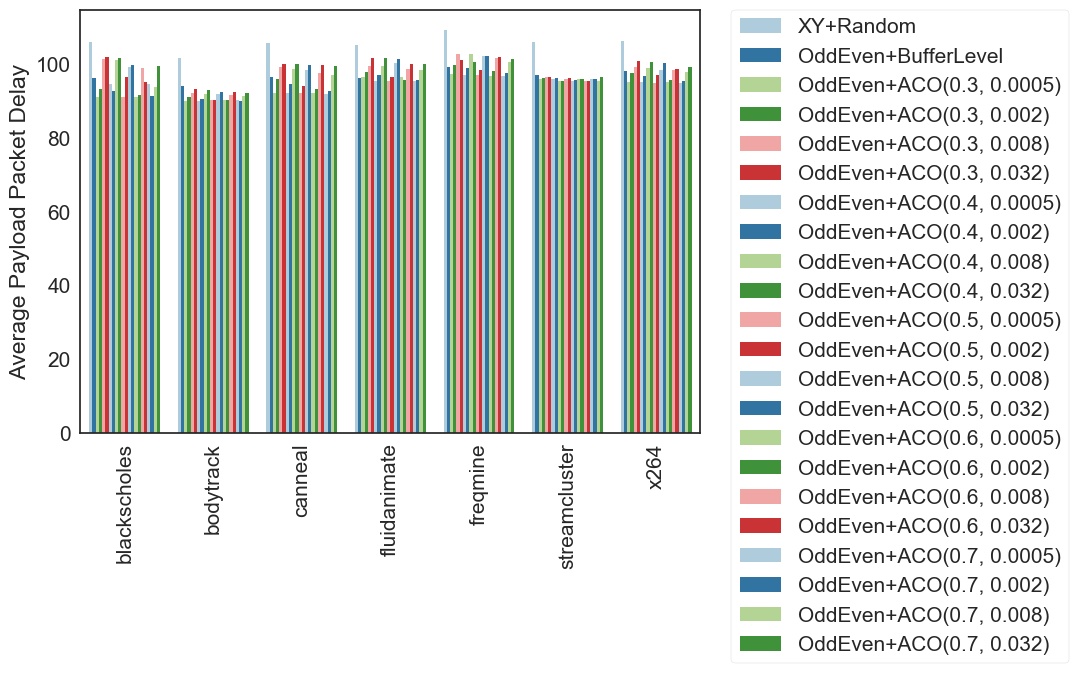 Average Payload Packet Delay
100
80
60
40
20
0
blackscholes
bodytrack
canneal
fluidanimate
freqmine
streamcluster
x264
XY+Random
OddEven+BufferLevel
OddEven+ACO(0.3, 0.0005)
OddEven+ACO(0.3, 0.002)
OddEven+ACO(0.3, 0.008)
OddEven+ACO(0.3, 0.032)
OddEven+ACO(0.4, 0.0005)
OddEven+ACO(0.4, 0.002)
OddEven+ACO(0.4, 0.008)
OddEven+ACO(0.4, 0.032)
OddEven+ACO(0.5, 0.0005)
OddEven+ACO(0.5, 0.002)
OddEven+ACO(0.5, 0.008)
OddEven+ACO(0.5, 0.032)
OddEven+ACO(0.6, 0.0005)
OddEven+ACO(0.6, 0.002)
OddEven+ACO(0.6, 0.008)
OddEven+ACO(0.6, 0.032)
OddEven+ACO(0.7, 0.0005)
OddEven+ACO(0.7, 0.002)
OddEven+ACO(0.7, 0.008)
OddEven+ACO(0.7, 0.032)